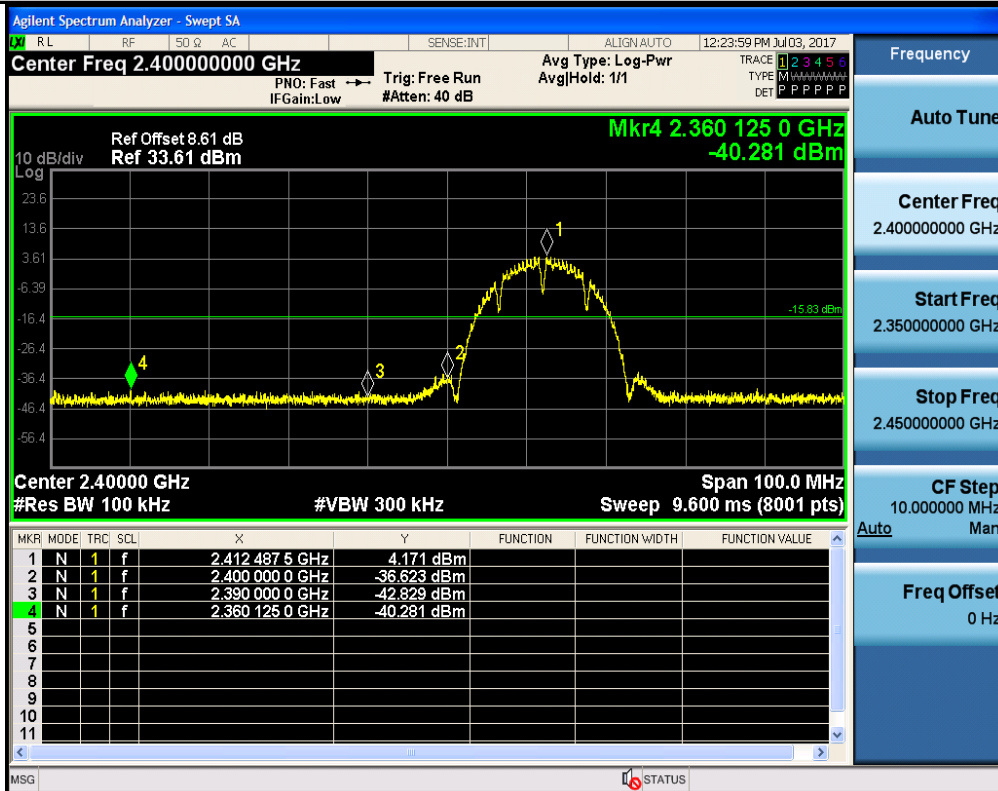 Agilent Spectrum Analyzer - Swept SA
LXI RL RF 50 Ω AC SENSE:INT ALIGN AUTO 12:23:59 PM Jul 03, 2017
Center Freq 2.400000000 GHz
PNO: Fast
IFGain:Low
Trig: Free Run
#Atten: 40 dB
Avg Type: Log-Pwr
Avg|Hold: 1/1
TRACE 1 2 3 4 5 6
TYPE M
DET P P P P P P
Ref Offset 8.61 dB
Ref 33.61 dBm
10 dB/div
Log
Mkr4 2.360 125 0 GHz
-40.281 dBm
23.6
13.6
3.61
-6.39
-16.4
-26.4
-36.4
-46.4
-56.4
1
2
3
4
-15.83 dBm
Center 2.40000 GHz Span 100.0 MHz
#Res BW 100 kHz #VBW 300 kHz Sweep 9.600 ms (8001 pts)
MKR MODE TRC SCL X Y FUNCTION FUNCTION WIDTH FUNCTION VALUE
1 N 1 f 2.412 487 5 GHz 4.171 dBm
2 N 1 f 2.400 000 0 GHz -36.623 dBm
3 N 1 f 2.390 000 0 GHz -42.829 dBm
4 N 1 f 2.360 125 0 GHz -40.281 dBm
5
6
7
8
9
10
11
MSG STATUS
Frequency
Auto Tune
Center Freq
2.400000000 GHz
Start Freq
2.350000000 GHz
Stop Freq
2.450000000 GHz
CF Step
10.000000 MHz
Auto Man
Freq Offset
0 Hz